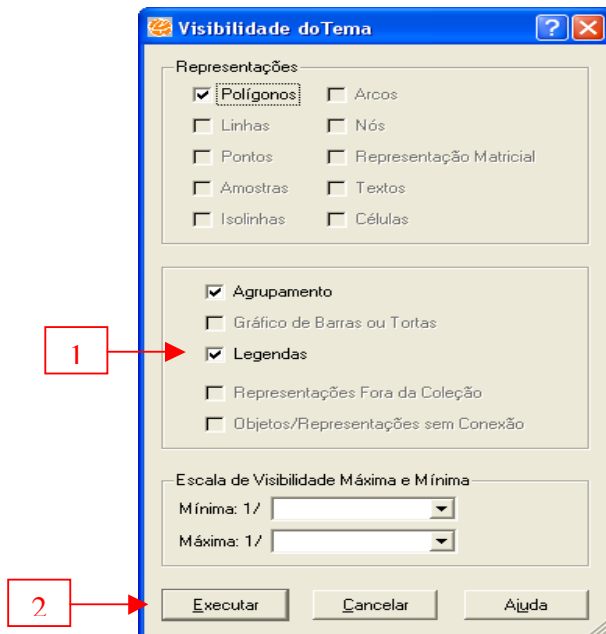 Visibilidade doTema
Representações
Polígonos Arcos
Linhas Nós
Pontos Representação Matricial
Amostras Textos
Isolinhas Células
Agrupamento
Gráfico de Barras ou Tortas
1 Legendas
Representações Fora da Coleção
Objetos/Representações sem Conexão
Escala de Visibilidade Máxima e Mínima
Mínima: 1/
Máxima: 1/
2 Executar Cancelar Ajuda